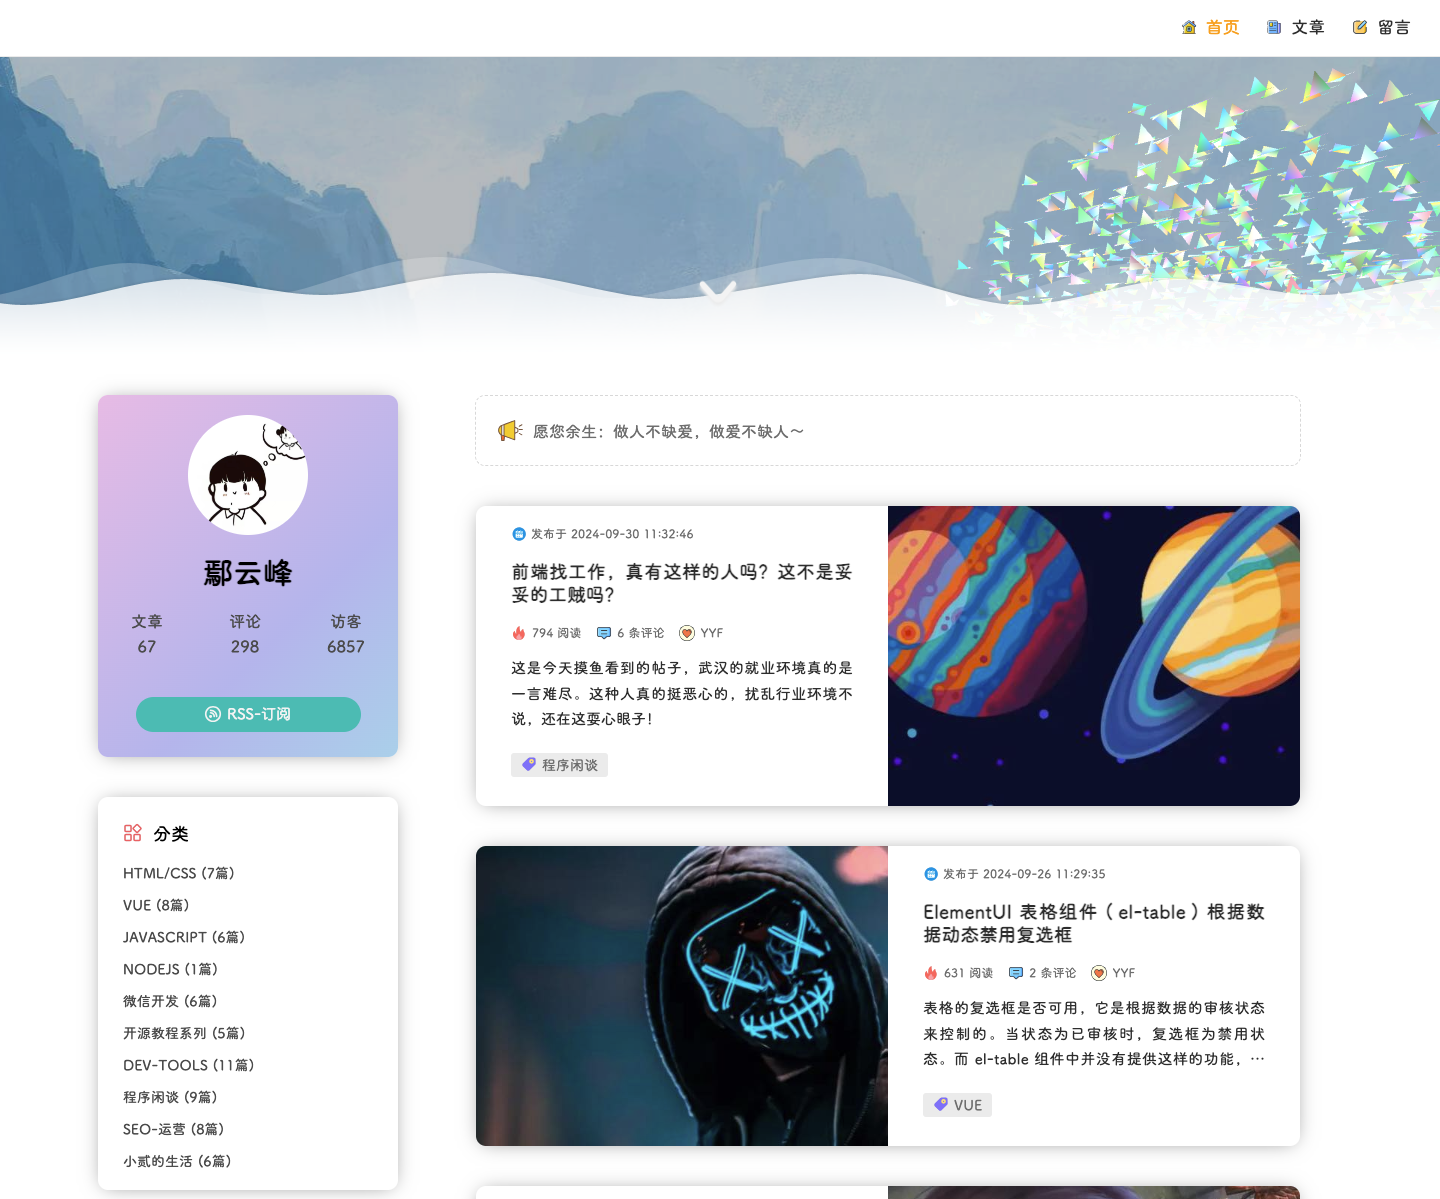 首页
文章
留言
鄢云峰
文章
评论
访客
67
298
6857
RSS-订阅
分类
HTML/CSS (7篇)
VUE (8篇)
JAVASCRIPT (6篇)
NODEJS (1篇)
微信开发 (6篇)
开源教程系列 (5篇)
DEV-TOOLS (11篇)
程序闲谈 (9篇)
SEO-运营 (8篇)
小贰的生活 (6篇)
愿您余生：做人不缺爱，做爱不缺人～
发布于 2024-09-30 11:32:46
前端找工作，真有这样的人吗？这不是妥
妥的工贼吗？
794 阅读
6 条评论
YYF
这是今天摸鱼看到的帖子，武汉的就业环境真的是
一言难尽。这种人真的挺恶心的，扰乱行业环境不
说，还在这耍心眼子！
程序闲谈
发布于 2024-09-26 11:29:35
ElementUI 表格组件（el-table）根据数
据动态禁用复选框
631 阅读
2 条评论
YYF
表格的复选框是否可用，它是根据数据的审核状态
来控制的。当状态为已审核时，复选框为禁用状
态。而 el-table 组件中并没有提供这样的功能，…
VUE